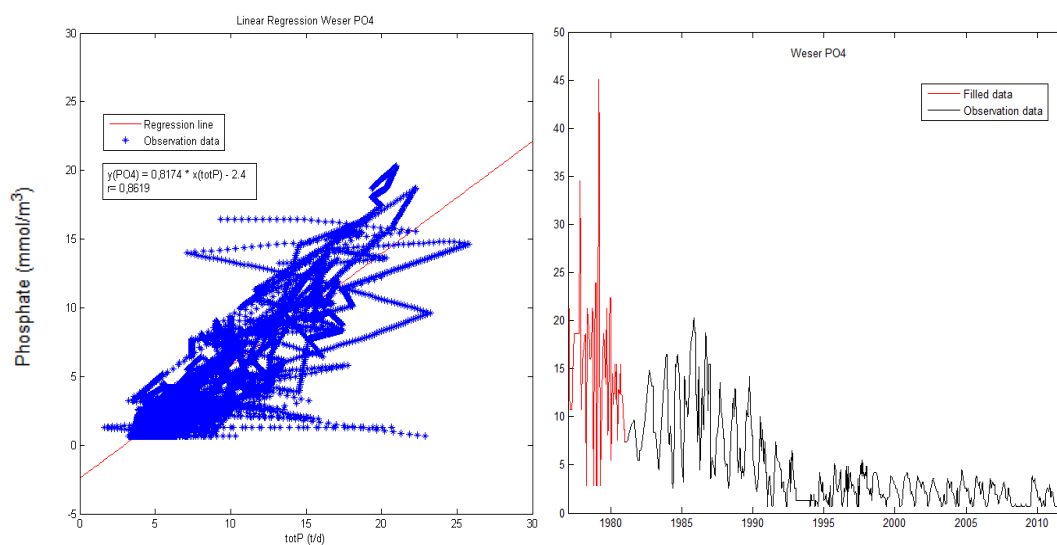 Linear Regression Weser PO4
30
25
20
15
10
5
0
-5
Phosphate (mmol/m³)
Regression line
Observation data
y(PO4) = 0,8174 * x(totP) - 2.4
r= 0,8619
0 5 10 15 20 25 30
totP (t/d)
50
45
40
35
30
25
20
15
10
5
0
Weser PO4
Filled data
Observation data
1980 1985 1990 1995 2000 2005 2010